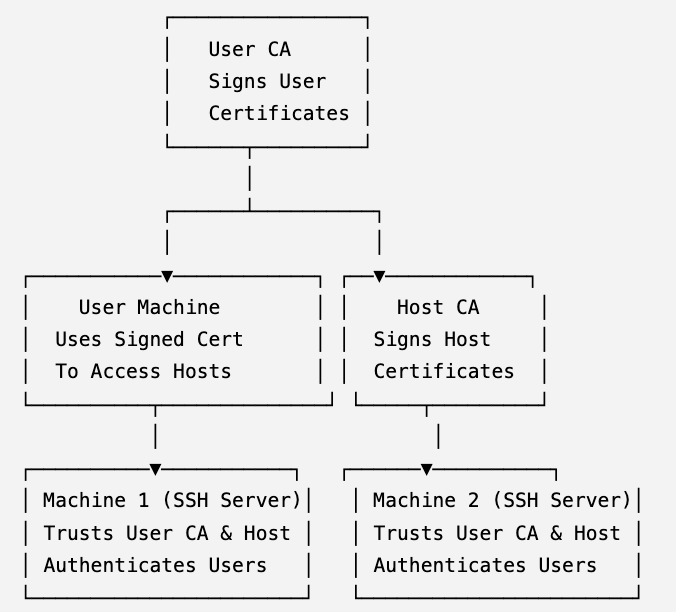 User CA
Signs User
Certificates
User Machine
Uses Signed Cert
To Access Hosts
Host CA
Signs Host
Certificates
Machine 1 (SSH Server)
Trusts User CA & Host
Authenticates Users
Machine 2 (SSH Server)
Trusts User CA & Host
Authenticates Users